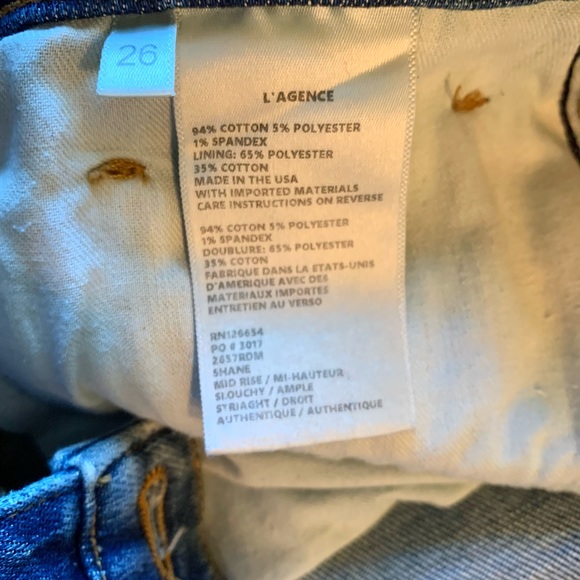 26
L'AGENCE
94% COTTON 5% POLYESTER
1% SPANDEX
LINING: 65% POLYESTER
35% COTTON
MADE IN THE USA
WITH IMPORTED MATERIALS
CARE INSTRUCTIONS ON REVERSE
94% COTON 5% POLYESTER
1% SPANDEX
DOUBLURE: 65% POLYESTER
35% COTON
FABRIQUE DANS LA ETATS-UNIS
D'AMERIQUE AVEC DES
MATERIAUX IMPORTES
ENTRETIEN AU VERSO
RN126654
PO # 3017
2657RDM
SHANE
MID RISE / MI-HAUTEUR
SLOUCHY / AMPLE
STRIAGHT / DROIT
AUTHENTIQUE / AUTHENTIQUE